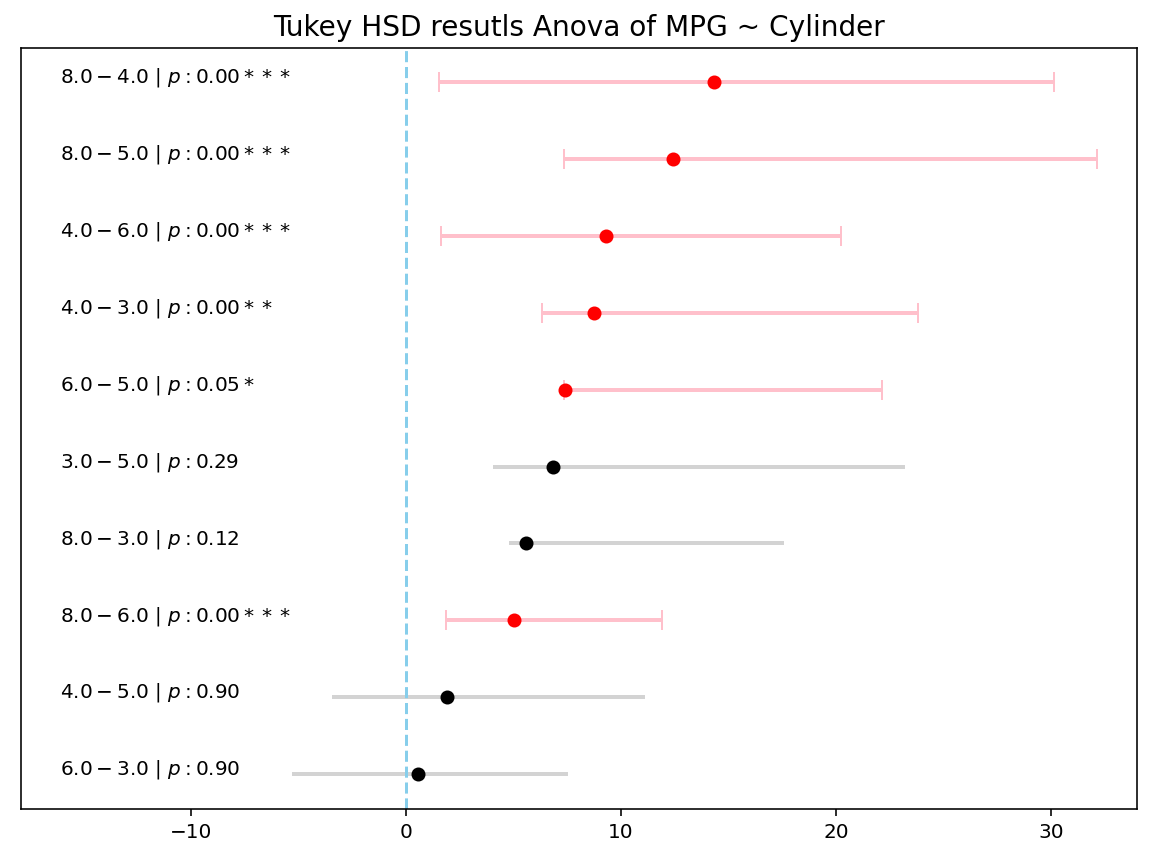 Tukey HSD resutls Anova of MPG ~ Cylinder
8.0 − 4.0 | p : 0.00 * * *
8.0 − 5.0 | p : 0.00 * * *
4.0 − 6.0 | p : 0.00 * * *
4.0 − 3.0 | p : 0.00 * *
6.0 − 5.0 | p : 0.05 *
3.0 − 5.0 | p : 0.29
8.0 − 3.0 | p : 0.12
8.0 − 6.0 | p : 0.00 * * *
4.0 − 5.0 | p : 0.90
6.0 − 3.0 | p : 0.90
−10 0 10 20 30